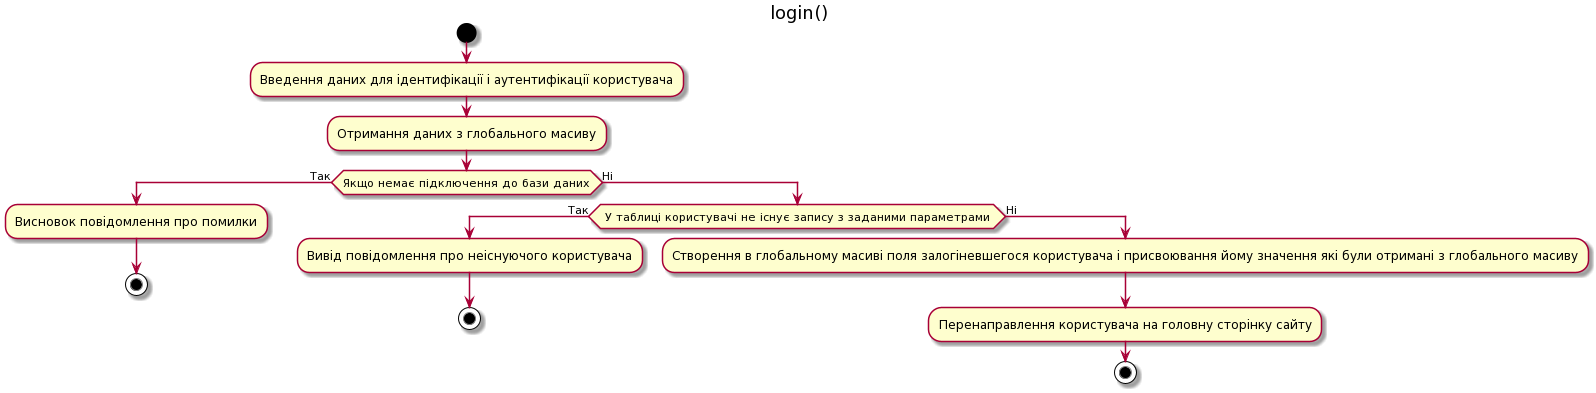 login()
Введення даних для ідентифікації і аутентифікації користувача
Отримання даних з глобального масиву
Так
Якщо немає підключення до бази даних
Ні
Висновок повідомлення про помилки
Так
У таблиці користувачі не існує запису з заданими параметрами
Ні
Вивід повідомлення про неіснуючого користувача
Створення в глобальному масиві поля залогіневшегося користувача і присвоювання йому значення які були отримані з глобального масиву
Перенаправлення користувача на головну сторінку сайту